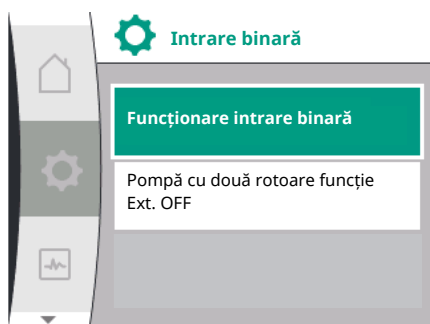 Intrare binară
Funcționare intrare binară
Pompă cu două rotoare funcție
Ext. OFF